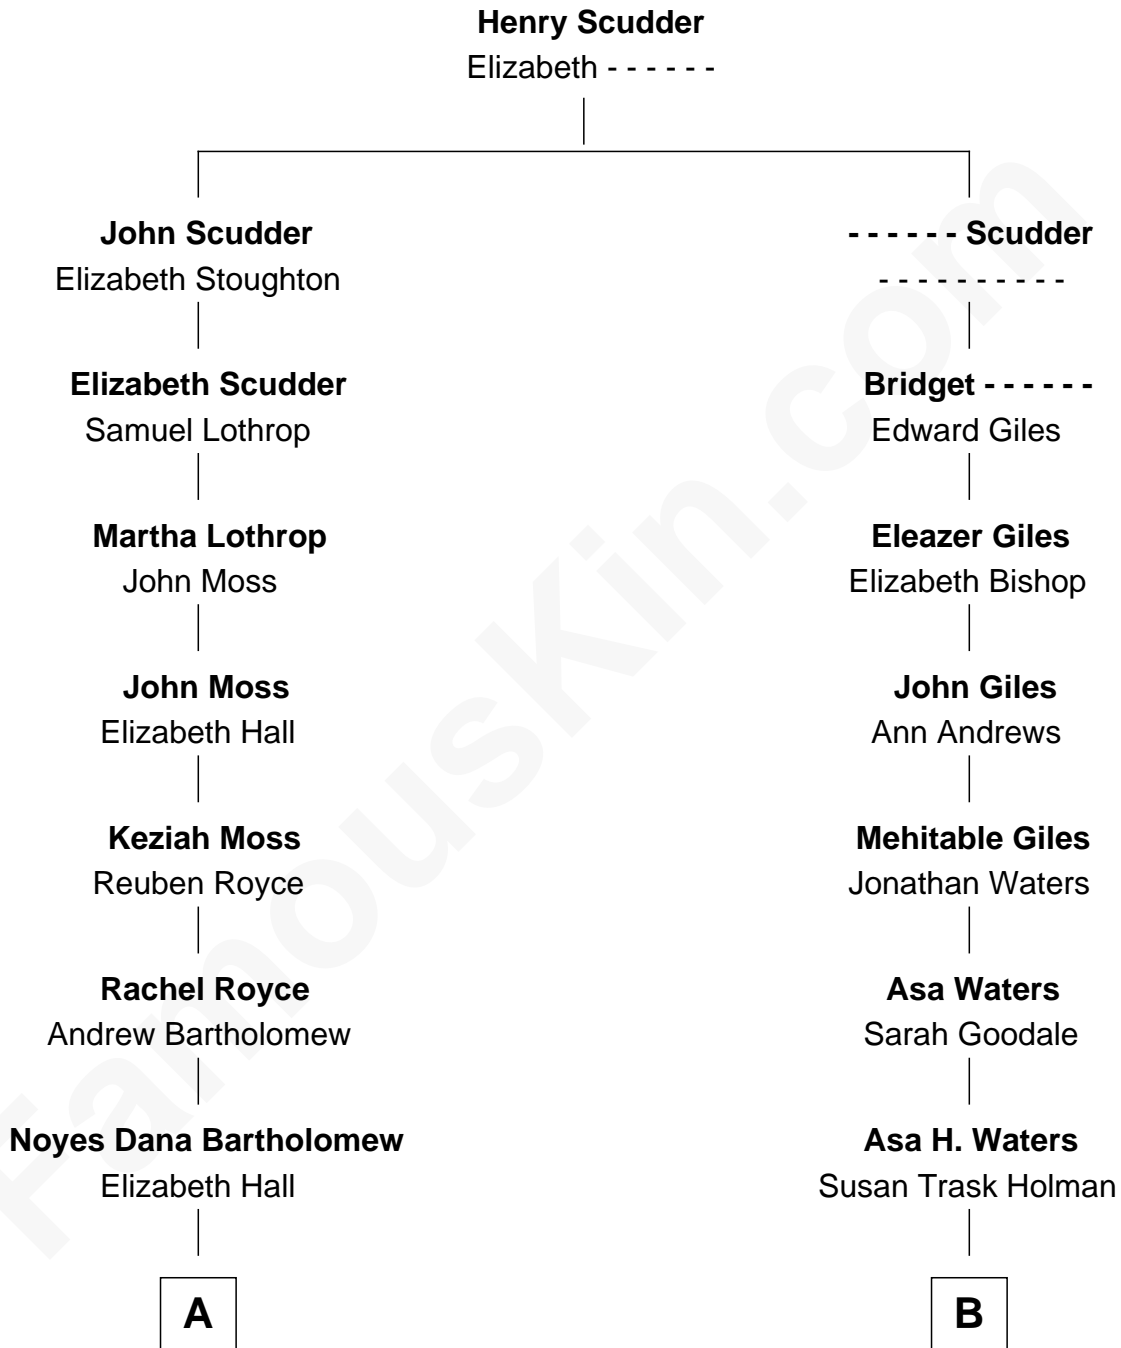 Henry Scudder
Elizabeth - - - - - -
John Scudder
Elizabeth Stoughton
- - - - - - Scudder
- - - - - - - - - -
Elizabeth Scudder
Samuel Lothrop
Bridget - - - - - -
Edward Giles
Martha Lothrop
John Moss
Eleazer Giles
Elizabeth Bishop
John Moss
Elizabeth Hall
John Giles
Ann Andrews
Keziah Moss
Reuben Royce
Mehitable Giles
Jonathan Waters
Rachel Royce
Andrew Bartholomew
Asa Waters
Sarah Goodale
Noyes Dana Bartholomew
Elizabeth Hall
Asa H. Waters
Susan Trask Holman
A
B
FamousKin.com